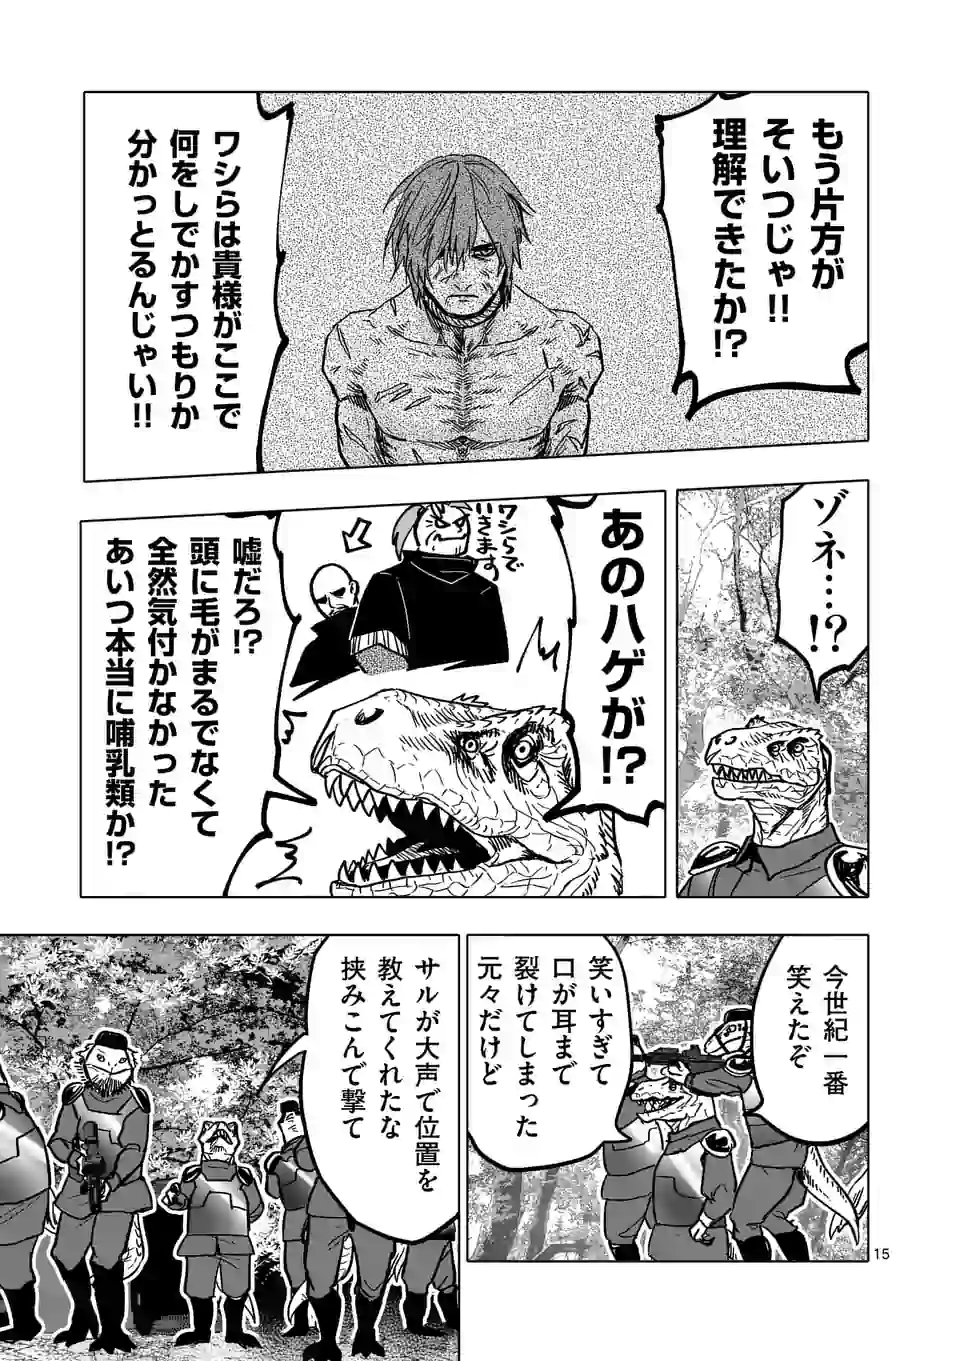 もう片方が
そいつじゃ!!
理解できたか!?
ワシらは貴様がここで
何をしでかすつもりか
分かっとるんじゃい!!
ゾネ…!?
あのハゲが!?
ワシらで
いきます
嘘だろ!?
頭に毛がまるでなくて
全然気付かなかった
あいつ本当に哺乳類か!?
今世紀一番
笑えたぞ
笑いすぎて
口が耳まで
裂けてしまった
元々だけど
サルが大声で位置を
教えてくれたな
挟みこんで撃て
15